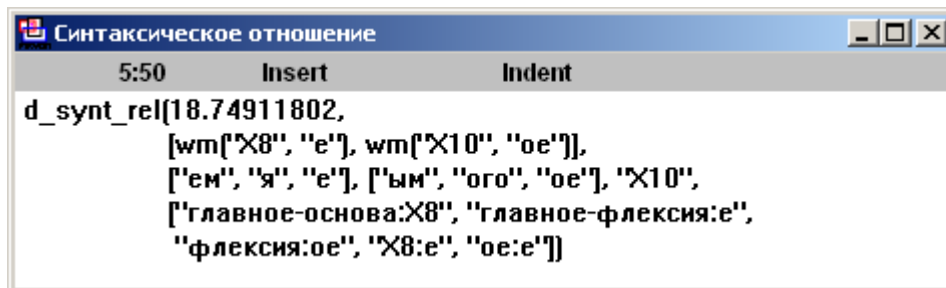 Синтаксическое отношение
5:50 Insert Indent
d_synt_rel(18.74911802,
[wm("X8", "е"), wm("X10", "ое")],
["ем", "я", "е"], ["ым", "ого", "ое"], "X10",
["главное-основа:X8", "главное-флексия:е",
"флексия:ое", "X8:е", "ое:е"])